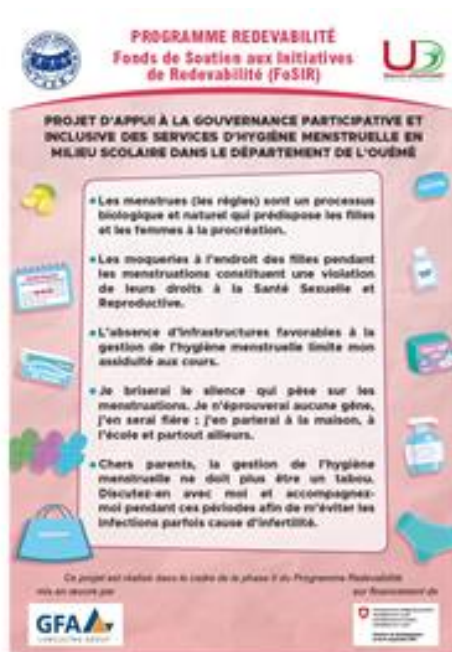 PROGRAMME REDEVABILITÉ
Fonds de Soutien aux Initiatives
de Redevabilité (FoSIR)
PROJET D'APPUI À LA GOUVERNANCE PARTICIPATIVE ET
INCLUSIVE DES SERVICES D'HYGIÈNE MENSTRUELLE EN
MILIEU SCOLAIRE DANS LE DÉPARTEMENT DE L'OUÉMÉ
Les menstrues (les règles) sont un processus
biologique et naturel qui prédispose les filles
et les femmes à la procréation.
Les moqueries à l'endroit des filles pendant
les menstruations constituent une violation
de leurs droits à la Santé Sexuelle et
Reproductive.
L'absence d'infrastructures favorables à la
gestion de l'hygiène menstruelle limite mon
assiduité aux cours.
Je briserai le silence qui pèse sur les
menstruations. Je n'éprouverai aucune gêne,
j'en serai fière ; j'en parlerai à la maison, à
l'école et partout ailleurs.
Chers parents, la gestion de l'hygiène
menstruelle ne doit plus être un tabou.
Discutez-en avec moi et accompagnez-
moi pendant ces périodes afin de m'éviter les
infections parfois cause d'infertilité.
Ce projet est réalisé dans le cadre de la phase II du Programme Redevabilité
mis en œuvre par
sur financement de
GFA
CONSULTING GROUP